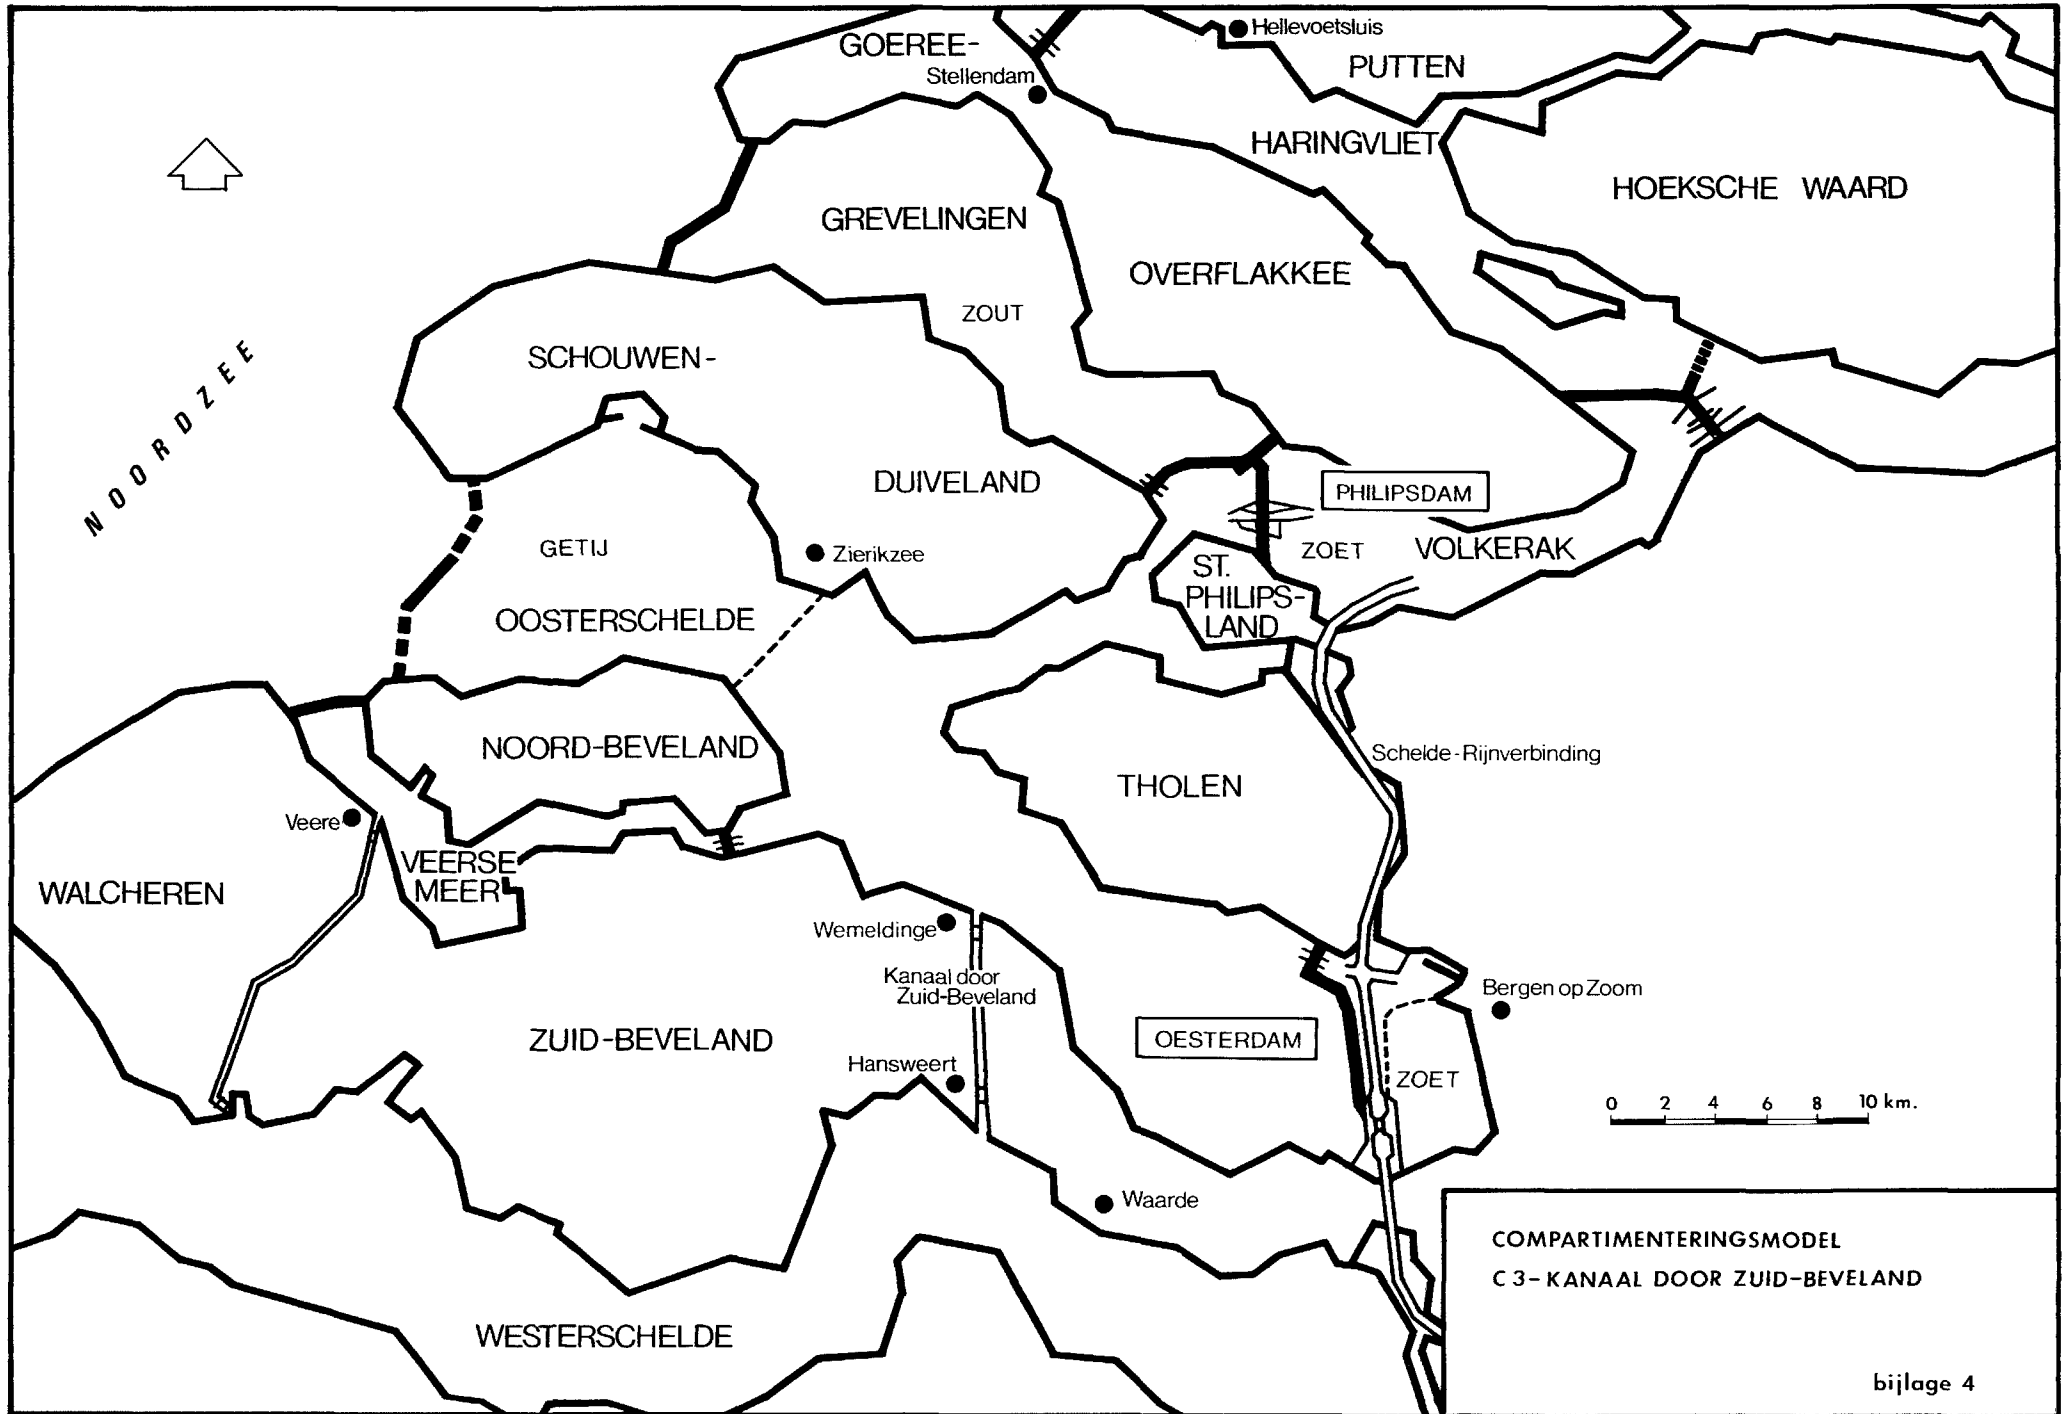 GOEREE-
Hellevoetsluis
PUTTEN
Stellendam
HARINGVLIET
HOEKSCHE WAARD
GREVELINGEN
OVERFLAKKEE
ZOUT
NOORDZEE
SCHOUWEN-
DUIVELAND
PHILIPSDAM
GETIJ
Zierikzee
ZOET
VOLKERAK
ST.
PHILIPS-
LAND
OOSTERSCHELDE
NOORD-BEVELAND
Schelde-Rijnverbinding
THOLEN
Veere
VEERSE
MEER
WALCHEREN
Wemeldinge
Kanaal door
Zuid-Beveland
Bergen op Zoom
ZUID-BEVELAND
OESTERDAM
Hansweert
ZOET
0 2 4 6 8 10 km.
Waarde
WESTERSCHELDE
COMPARTIMENTERINGSMODEL
C3-KANAAL DOOR ZUID-BEVELAND
bijlage 4